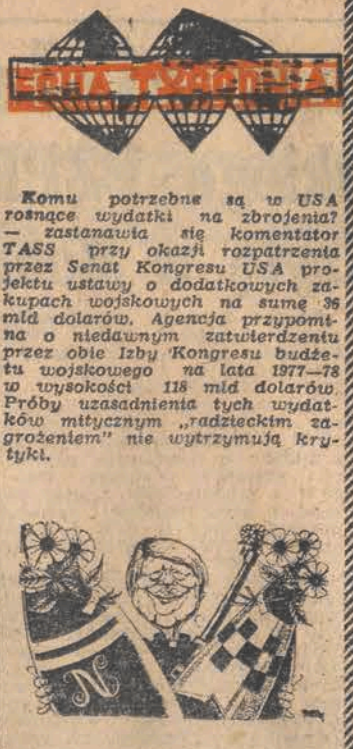 ECHA TYGODNIA
Komu potrzebne są w USA
rosnące wydatki na zbrojenia?
— zastanawia się komentator
TASS przy okazji rozpatrzenia
przez Senat Kongresu USA pro-
jektu ustawy o dodatkowych za-
kupach wojskowych na sumę 36
mld dolarów. Agencja przypomi-
na o niedawnym zatwierdzeniu
przez obie Izby Kongresu budże-
tu wojskowego na lata 1977—78
w wysokości 118 mld dolarów.
Próby uzasadnienia tych wydat-
ków mitycznym „radzieckim za-
grożeniem” nie wytrzymują kry-
tyki.
N